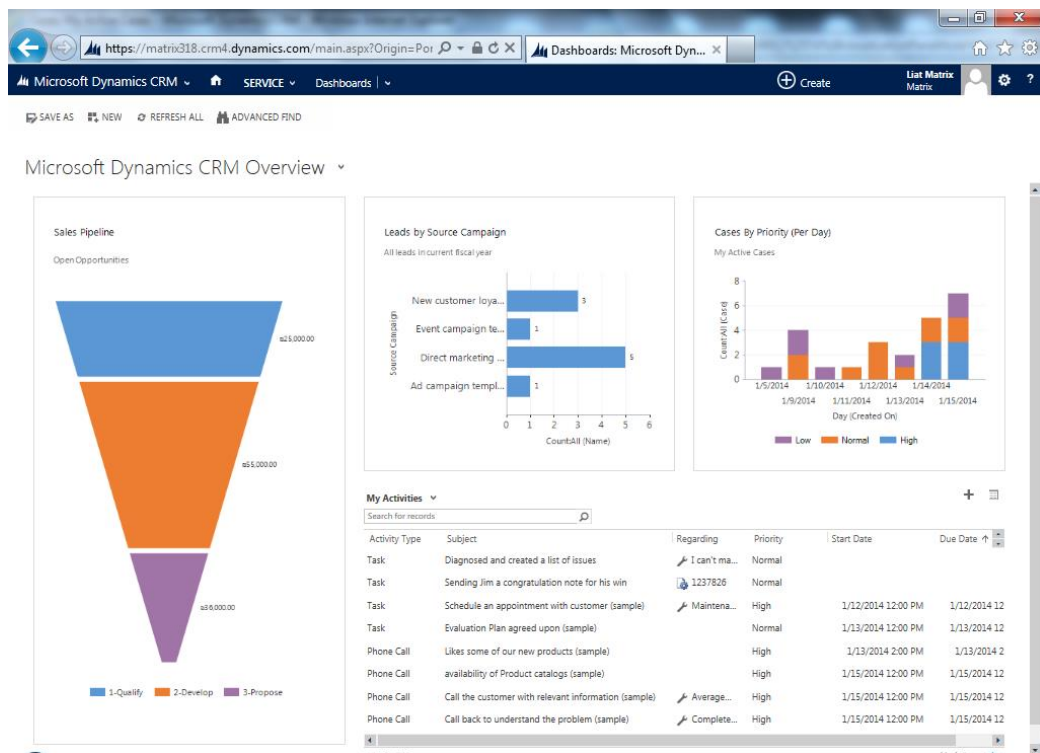 https://matrix318.crm4.dynamics.com/main.aspx?Origin=Por
Dashboards: Microsoft Dyn...
Microsoft Dynamics CRM
SERVICE
Dashboards
Create
Liat Matrix
Matrix
?
SAVE AS
NEW
REFRESH ALL
ADVANCED FIND
Microsoft Dynamics CRM Overview
Sales Pipeline
Open Opportunities
₪25,000.00
₪55,000.00
₪36,000.00
1-Qualify 2-Develop 3-Propose
Leads by Source Campaign
All leads in current fiscal year
Source Campaign
New customer loya... 3
Event campaign te... 1
Direct marketing ... 5
Ad campaign templ... 1
0 1 2 3 4 5 6
Count:All (Name)
Cases By Priority (Per Day)
My Active Cases
Count:All (Case)
8
6
4
2
0
1/5/2014 1/10/2014 1/12/2014 1/14/2014
1/9/2014 1/11/2014 1/13/2014 1/15/2014
Day (Created On)
Low Normal High
My Activities
Search for records
Activity Type Subject Regarding Priority Start Date Due Date
Task Diagnosed and created a list of issues I can't ma... Normal
Task Sending Jim a congratulation note for his win 1237826 Normal
Task Schedule an appointment with customer (sample) Maintena... High 1/12/2014 12:00 PM 1/12/2014 12
Task Evaluation Plan agreed upon (sample) Normal 1/13/2014 12:00 PM 1/13/2014 12
Phone Call Likes some of our new products (sample) High 1/13/2014 2:00 PM 1/13/2014 2
Phone Call availability of Product catalogs (sample) High 1/15/2014 12:00 PM 1/15/2014 12
Phone Call Call the customer with relevant information (sample) Average... High 1/15/2014 12:00 PM 1/15/2014 12
Phone Call Call back to understand the problem (sample) Complete... High 1/15/2014 12:00 PM 1/15/2014 12